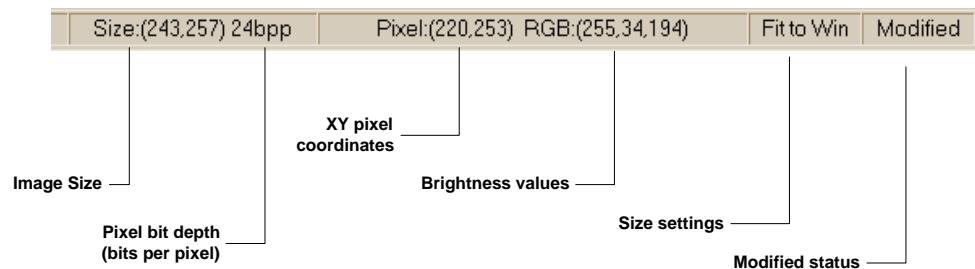 Size:(243,257) 24bpp
Pixel:(220,253) RGB:(255,34,194)
Fit to Win
Modified
XY pixel
coordinates
Image Size
Brightness values
Size settings
Pixel bit depth
(bits per pixel)
Modified status